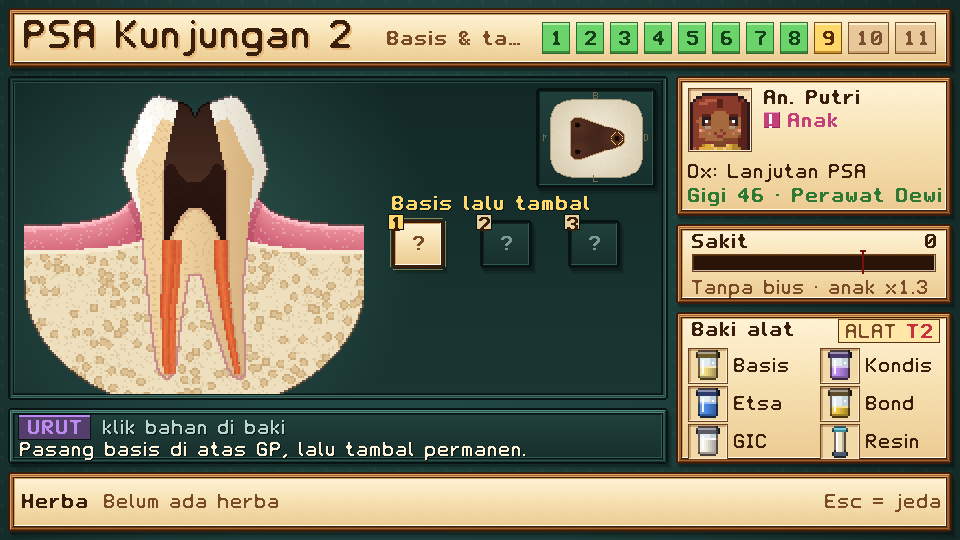 PSA Kunjungan 2
Basis & ta…
1 2 3 4 5 6 7 8 9 10 11
B
M
D
L
Basis lalu tambal
1 2 3
? ? ?
An. Putri
! Anak
Dx: Lanjutan PSA
Gigi 46 · Perawat Dewi
Sakit 0
Tanpa bius · anak x1.3
Baki alat
ALAT T2
Basis Kondis
Etsa Bond
GIC Resin
URUT klik bahan di baki
Pasang basis di atas GP, lalu tambal permanen.
Herba Belum ada herba
Esc = jeda